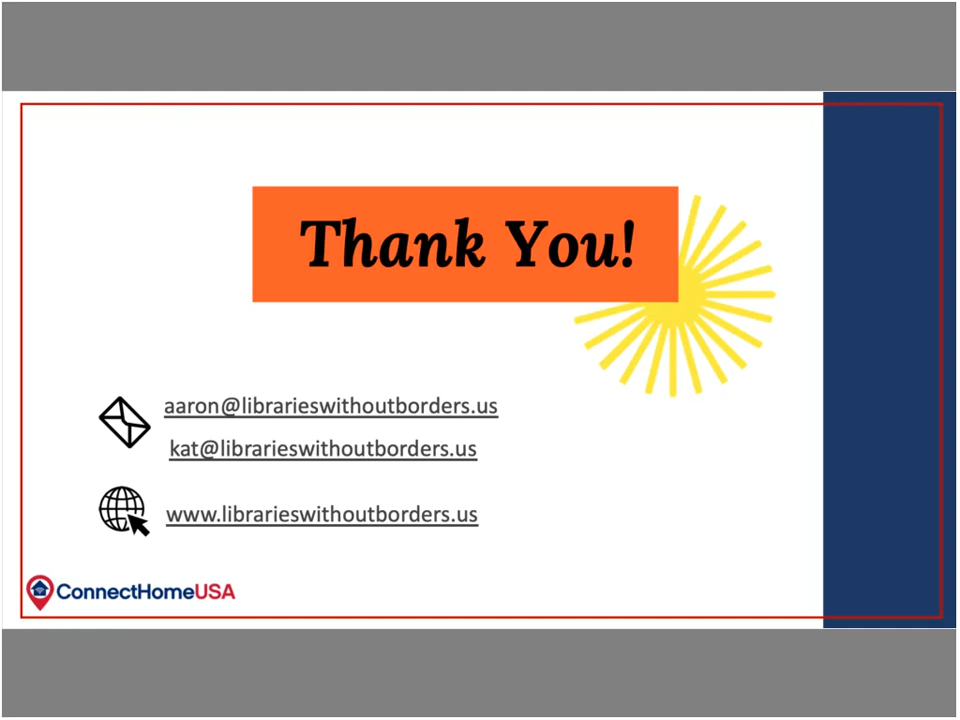 Thank You!
aaron@librarieswithoutborders.us
kat@librarieswithoutborders.us
www.librarieswithoutborders.us
ConnectHomeUSA